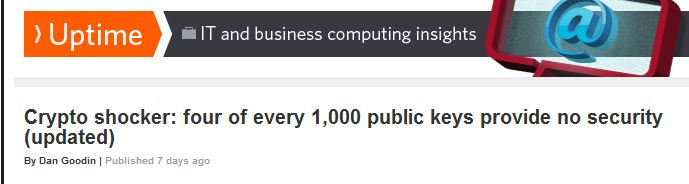 ⟩ Uptime IT and business computing insights
@
Crypto shocker: four of every 1,000 public keys provide no security
(updated)
By Dan Goodin | Published 7 days ago